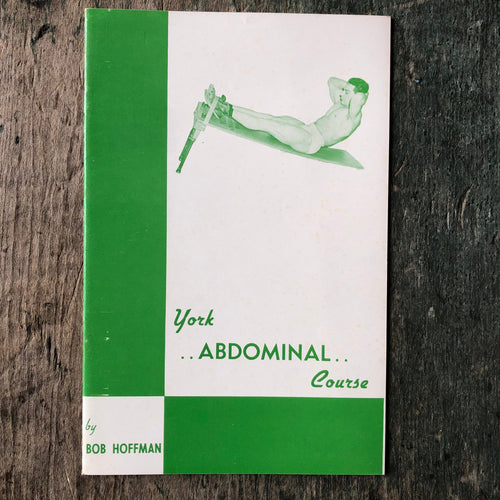 York
..ABDOMINAL..
Course
by
BOB HOFFMAN